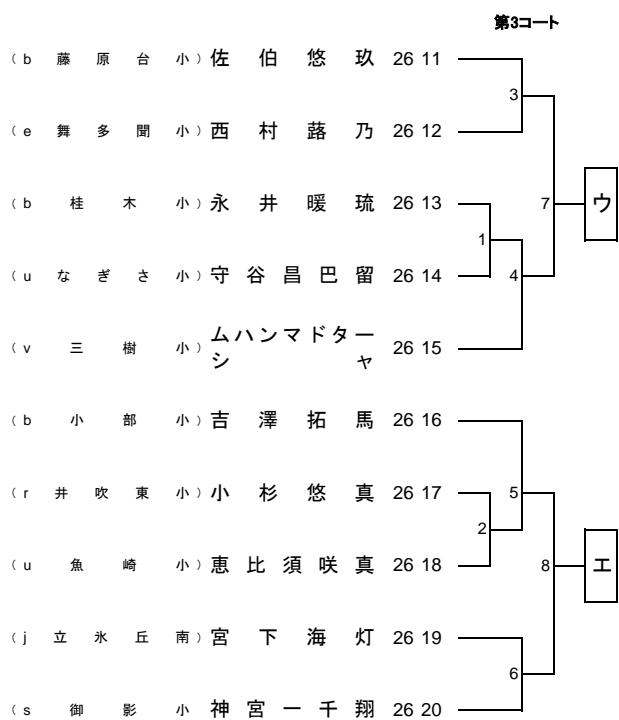 第3コート
（b 藤原台小）佐伯悠玖 26 11
3
（e 舞多聞小）西村蕗乃 26 12
（b 桂木小）永井暖琉 26 13
7 ウ
1
（u なぎさ小）守谷昌巴留 26 14
4
（v 三樹小）ムハンマドターシャ 26 15
（b 小部小）吉澤拓馬 26 16
（r 井吹東小）小杉悠真 26 17
5
2
（u 魚崎小）恵比須咲真 26 18
8 エ
（j 立氷丘南）宮下海灯 26 19
6
（s 御影小 神宮一千翔 26 20